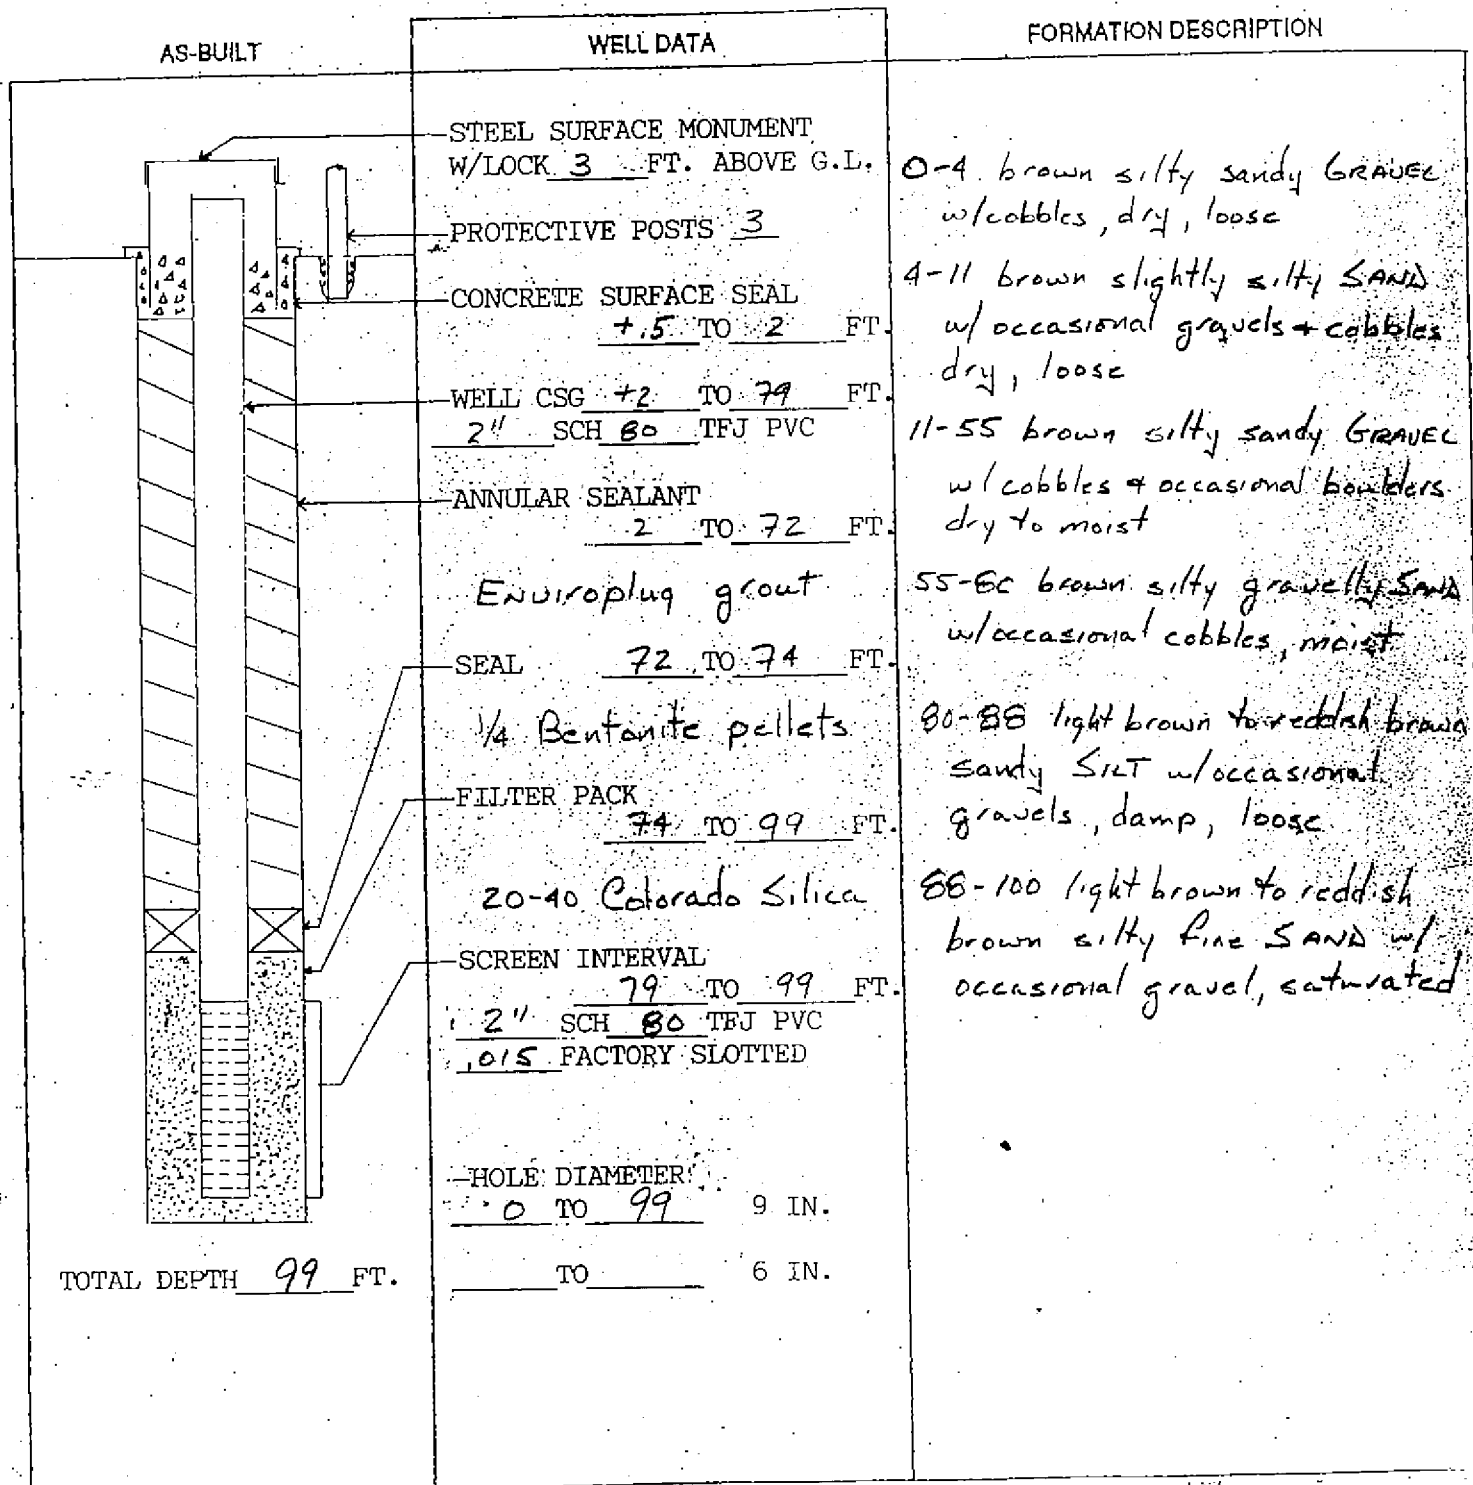 AS-BUILT
WELL DATA
FORMATION DESCRIPTION
STEEL SURFACE MONUMENT
W/LOCK 3 FT. ABOVE G.L.
PROTECTIVE POSTS 3
CONCRETE SURFACE SEAL
+.5 TO 2 FT.
WELL CSG +2 TO 79 FT.
2" SCH 80 TFJ PVC
ANNULAR SEALANT
2 TO 72 FT.
Enviroplug grout
SEAL 72 TO 74 FT.
1/4 Bentonite pellets
FILTER PACK
74 TO 99 FT.
20-40 Colorado Silica
SCREEN INTERVAL
79 TO 99 FT.
2" SCH 80 TFJ PVC
.015 FACTORY SLOTTED
HOLE DIAMETER
0 TO 99 9 IN.
TO 6 IN.
TOTAL DEPTH 99 FT.
0-4 brown silty sandy GRAVEL
w/cobbles, dry, loose
4-11 brown slightly silty SAND
w/ occasional gravels + cobbles
dry, loose
11-55 brown silty sandy GRAVEL
w/ cobbles + occasional boulders
dry to moist
55-80 brown silty gravelly SAND
w/occasional cobbles, moist
80-88 light brown to reddish brown
sandy SILT w/occasional
gravels, damp, loose
88-100 light brown to reddish
brown silty fine SAND w/
occasional gravel, saturated